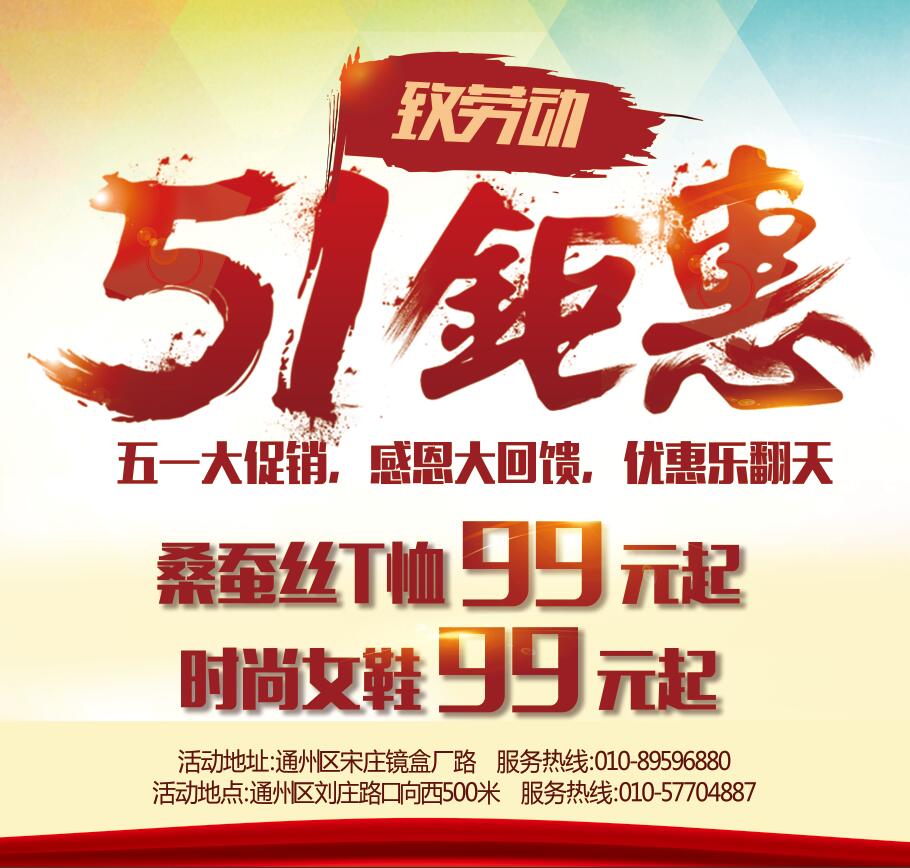 致劳动
51钜惠
五一大促销，感恩大回馈，优惠乐翻天
桑蚕丝T恤99元起
时尚女鞋99元起
活动地址:通州区宋庄镜盒厂路 服务热线:010-89596880
活动地点:通州区刘庄路口向西500米 服务热线:010-57704887